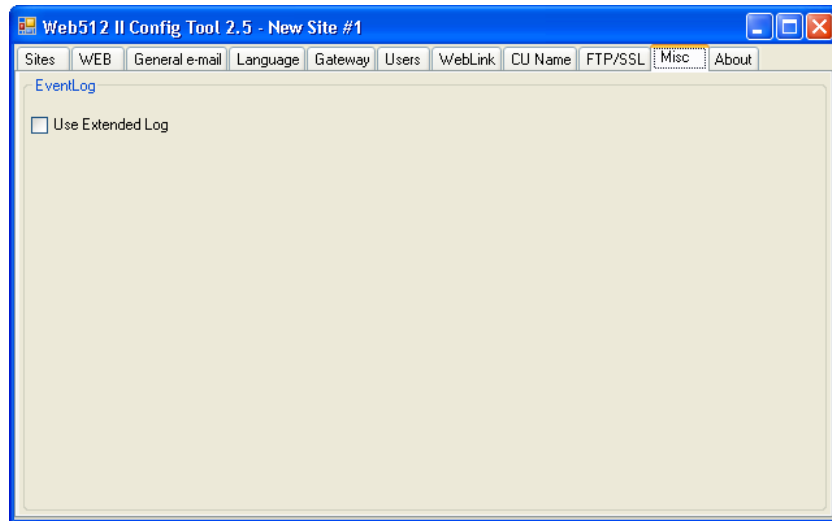 Web512 II Config Tool 2.5 - New Site #1
Sites WEB General e-mail Language Gateway Users WebLink CU Name FTP/SSL Misc About
EventLog
Use Extended Log